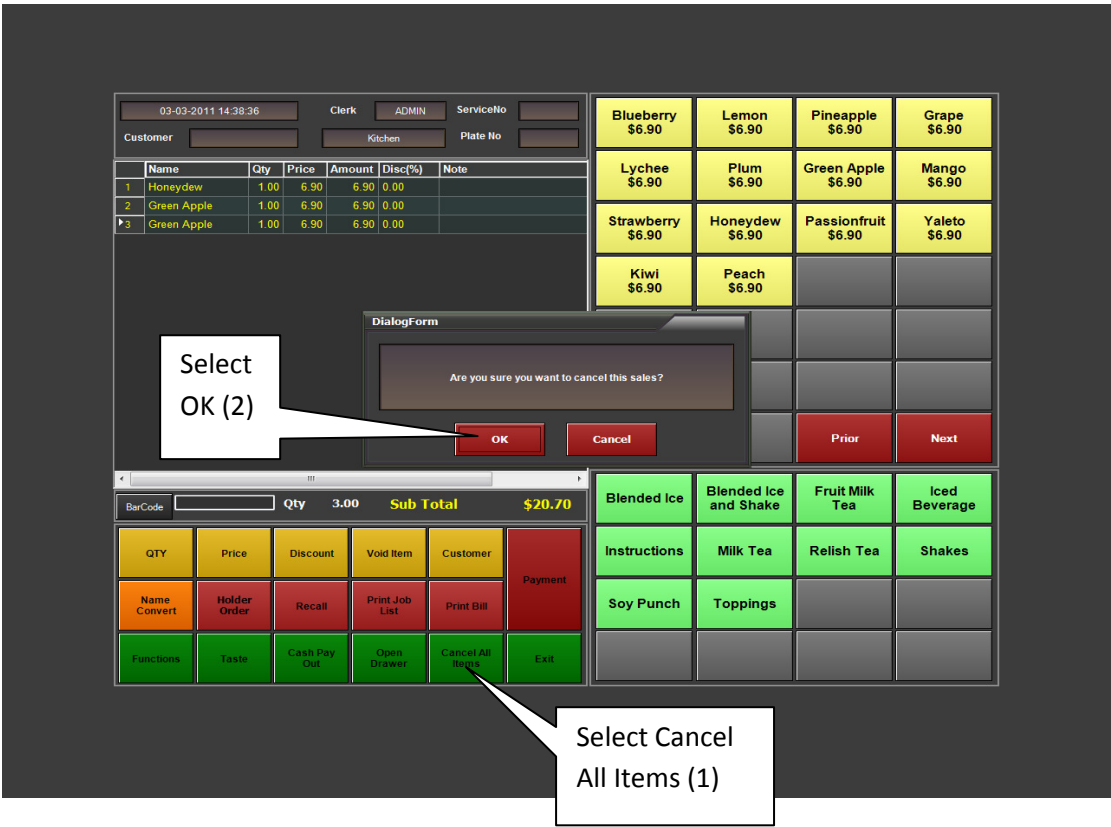 03-03-2011 14:38:36 Clerk ADMIN ServiceNo
Customer Kitchen Plate No
Name Qty Price Amount Disc(%) Note
1 Honeydew 1.00 6.90 6.90 0.00
2 Green Apple 1.00 6.90 6.90 0.00
3 Green Apple 1.00 6.90 6.90 0.00
Blueberry Lemon Pineapple Grape
$6.90 $6.90 $6.90 $6.90
Lychee Plum Green Apple Mango
$6.90 $6.90 $6.90 $6.90
Strawberry Honeydew Passionfruit Yaleto
$6.90 $6.90 $6.90 $6.90
Kiwi Peach
$6.90 $6.90
DialogForm
Are you sure you want to cancel this sales?
OK Cancel
Select
OK (2)
Prior Next
BarCode Qty 3.00 Sub Total $20.70
QTY Price Discount Void Item Customer Payment
Name Holder Recall Print Job Print Bill
Convert Order List
Functions Taste Cash Pay Open Cancel All Exit
Out Drawer Items
Blended Ice Blended Ice Fruit Milk Iced
and Shake Tea Beverage
Instructions Milk Tea Relish Tea Shakes
Soy Punch Toppings
Select Cancel
All Items (1)